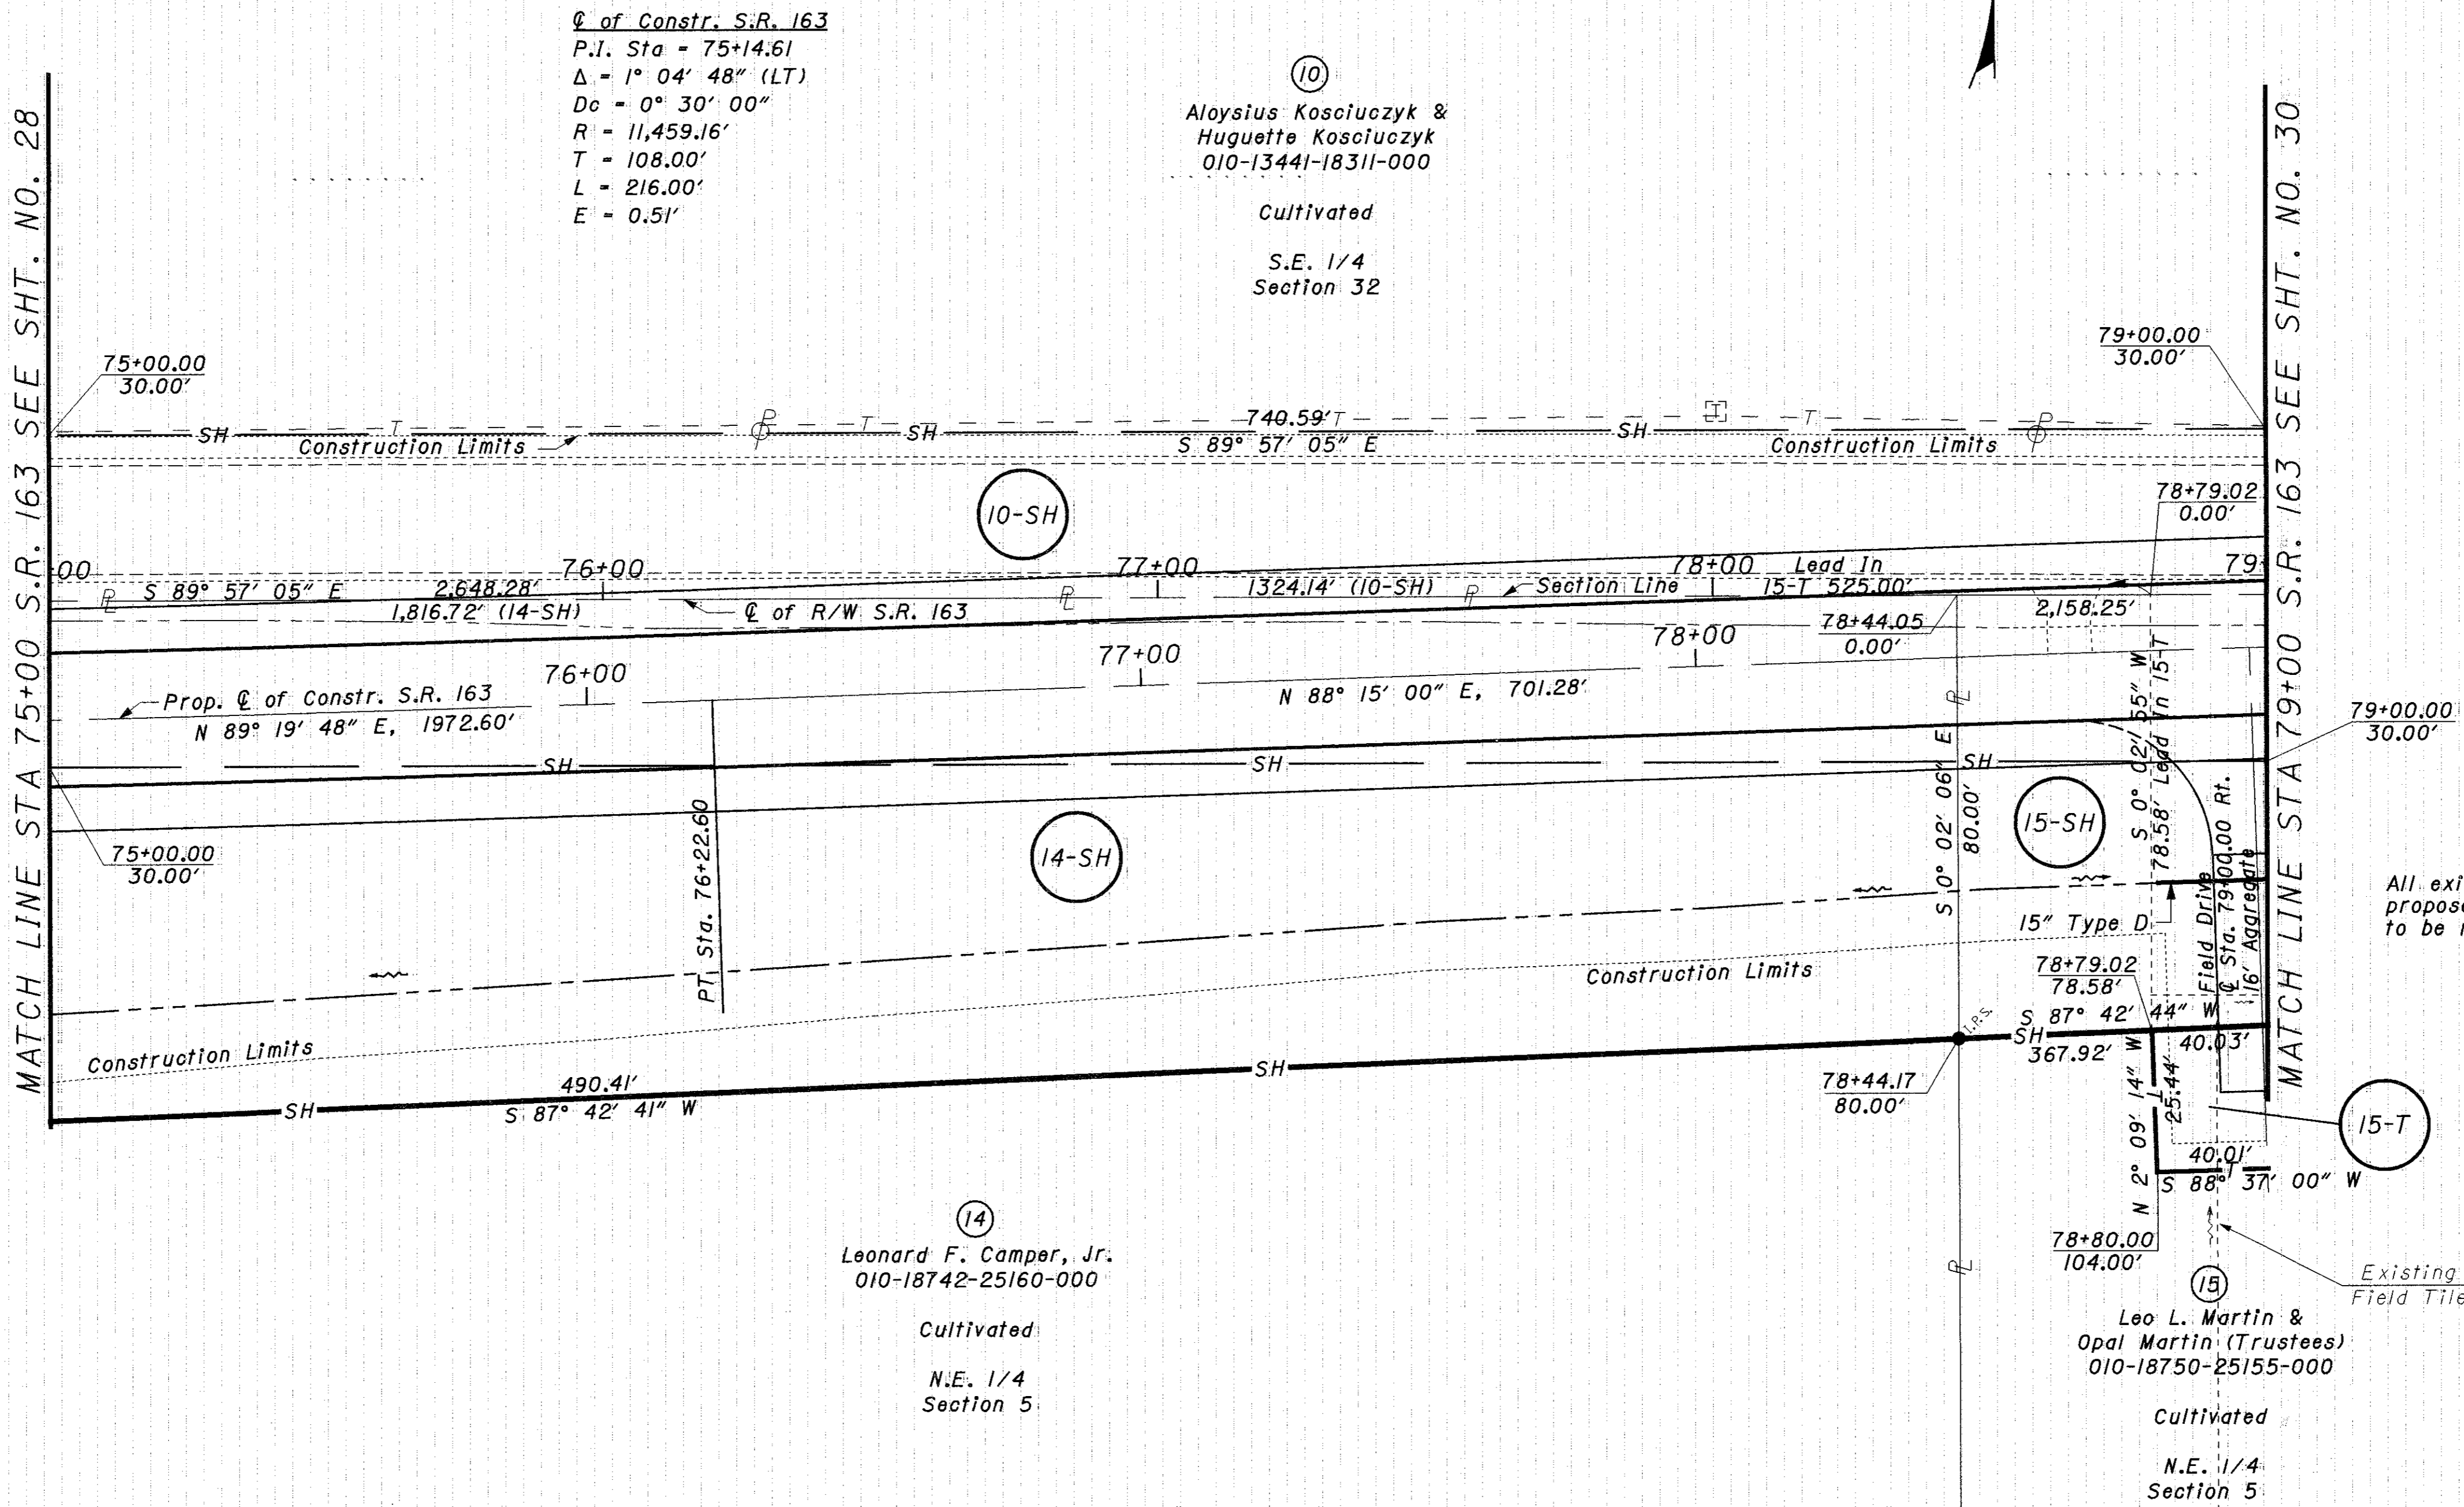 ℄ of Constr. S.R. 163
P.I. Sta = 75+14.61
Δ = 1° 04' 48" (LT)
Dc = 0° 30' 00"
R = 11,459.16'
T = 108.00'
L = 216.00'
E = 0.51'
10
Aloysius Kosciuczyk &
Huguette Kosciuczyk
010-13441-18311-000
Cultivated
S.E. 1/4
Section 32
MATCH LINE STA 75+00 S.R. 163 SEE SHT. NO. 28
MATCH LINE STA 79+00 S.R. 163 SEE SHT. NO. 30
75+00.00
30.00'
79+00.00
30.00'
SH
T
T
SH
740.59'
T
S 89° 57' 05" E
SH
T
T
Construction Limits
Construction Limits
10-SH
78+79.02
0.00'
00
76+00
77+00
78+00
79
Lead In
S 89° 57' 05" E
2,648.28'
1324.14' (10-SH)
Section Line
15-T 525.00'
1,816.72' (14-SH)
℄ of R/W S.R. 163
2,158.25'
78+44.05
0.00'
76+00
77+00
78+00
Prop. ℄ of Constr. S.R. 163
N 89° 19' 48" E, 1972.60'
N 88° 15' 00" E, 701.28'
79+00.00
30.00'
SH
SH
SH
75+00.00
30.00'
PT Sta. 76+22.60
14-SH
15-SH
S 0° 02' 06" E
80.00'
S 0° 02' 55" W
78.58' Lead In 15-T
Field Drive
℄ Sta. 79+00.00 Rt.
16' Aggregate
15" Type D
All exi
propose
to be r
Construction Limits
Construction Limits
78+79.02
78.58'
I.P.S.
S 87° 42' 44" W
SH
367.92'
40.03'
SH
490.41'
S 87° 42' 41" W
SH
78+44.17
80.00'
N 2° 09' 14" W
25.44'
T
15-T
40.01'
T
S 88° 37' 00" W
78+80.00
104.00'
14
Leonard F. Camper, Jr.
010-18742-25160-000
Cultivated
N.E. 1/4
Section 5
Existing
Field Tile
15
Leo L. Martin &
Opal Martin (Trustees)
010-18750-25155-000
Cultivated
N.E. 1/4
Section 5